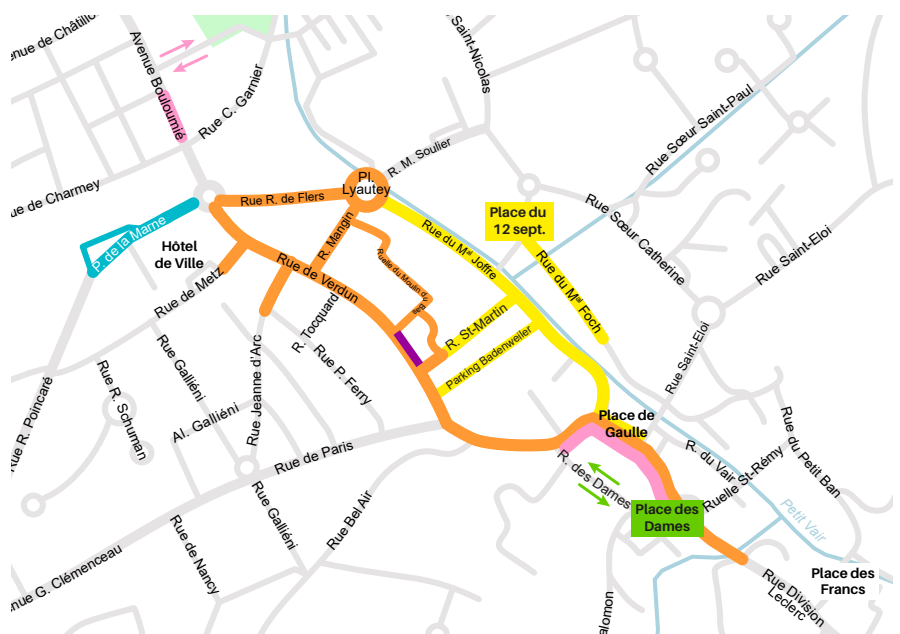 enue de Châtillo
Avenue Bouloumié
Saint-Nicolas
Rue C. Garnier
Rue Sœur Saint-Paul
R. M. Soulier
ue de Charmey
Pl.
Lyautey
Rue R. de Flers
Place du
12 sept.
Rue Sœur Catherine
P. de la Marne
Hôtel
de Ville
R. Mangin
Rue du Mal Joffre
Rue Saint-Eloi
Rue de Verdun
Ruelle du Moulin du
Bas
Rue du Mal Foch
Rue de Metz
R. Tocquard
R. St-Martin
Rue Saint-Eloi
Rue Galliéni
Rue P. Ferry
Parking Badenweiler
Rue R. Poincaré
Rue R. Schuman
Al. Galliéni
Rue Jeanne d'Arc
Place de
Gaulle
Rue de Paris
R. des Dames
R. du Vair
Ruelle St-Rémy
Rue du Petit Ban
Rue Galliéni
Rue Bel Air
Place des
Dames
Petit Vair
nue G. Clémenceau
Rue de Nancy
Place des
Francs
Rue Division
Leclerc
alomon